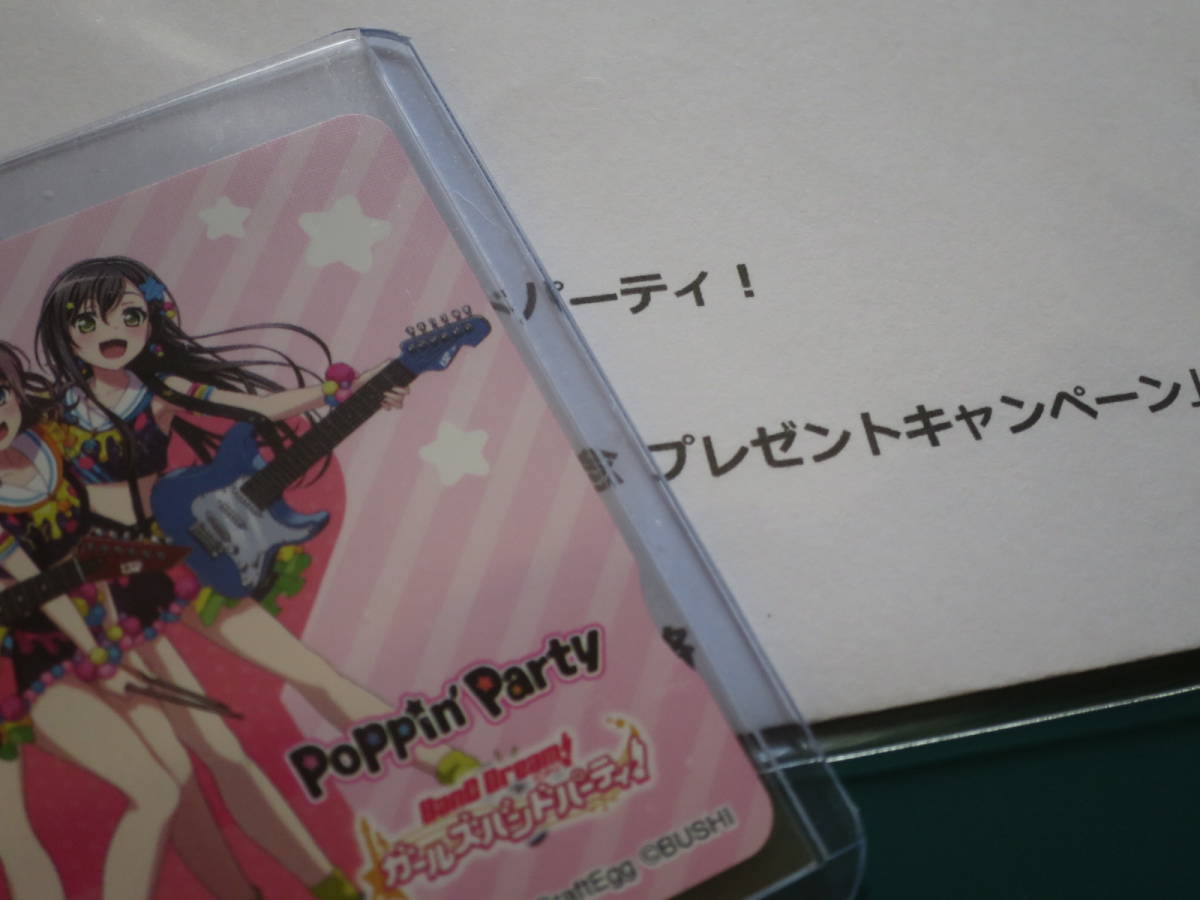 パーティ！
プレゼントキャンペーン」
Poppin'Party
BanG Dream!
ガールズバンドパーティ!
CraftEgg ©BUSHI